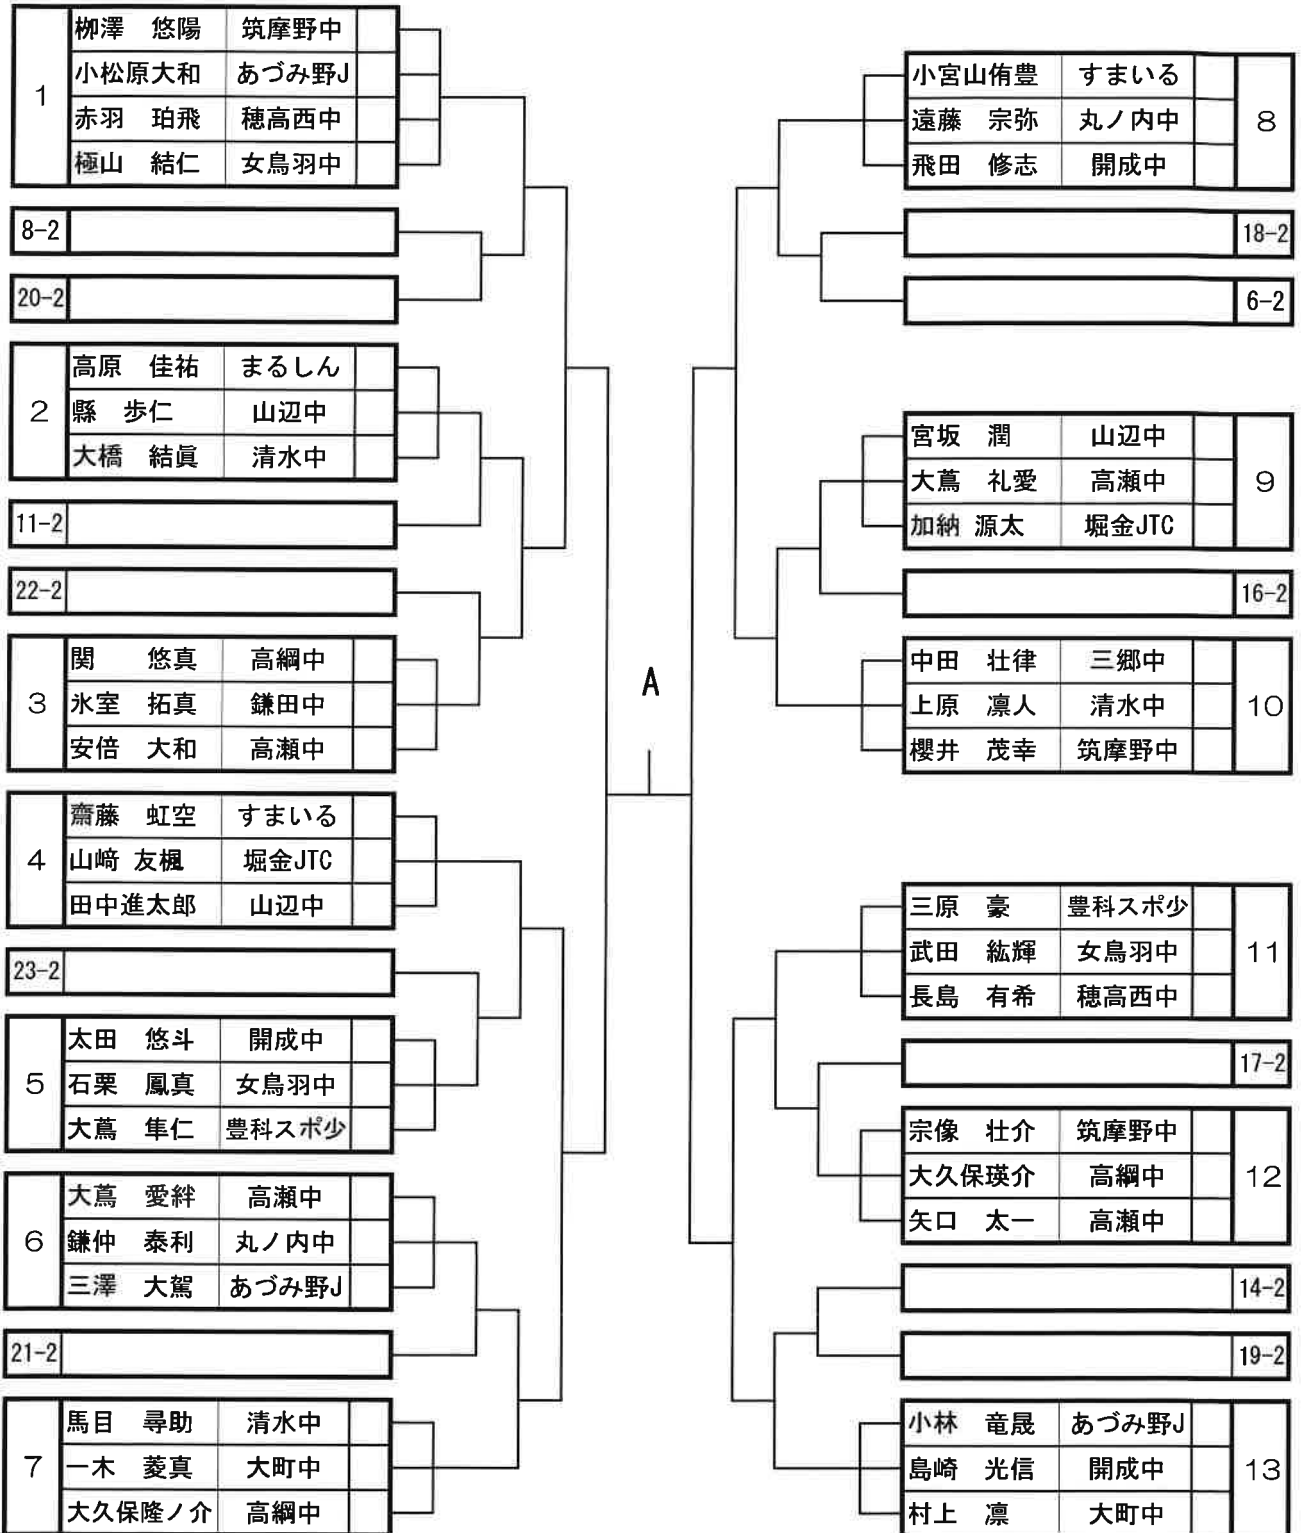 1
栁澤　悠陽　筑摩野中
小松原大和　あづみ野J
赤羽　珀飛　穂高西中
極山　結仁　女鳥羽中
8-2
20-2
2
高原　佳祐　まるしん
縣　歩仁　山辺中
大橋　結眞　清水中
11-2
22-2
3
関　悠真　高綱中
氷室　拓真　鎌田中
安倍　大和　高瀬中
4
齋藤　虹空　すまいる
山﨑 友楓　堀金JTC
田中進太郎　山辺中
23-2
5
太田　悠斗　開成中
石栗　鳳真　女鳥羽中
大蔦　隼仁　豊科スポ少
6
大蔦　愛絆　高瀬中
鎌仲　泰利　丸ノ内中
三澤　大駕　あづみ野J
21-2
7
馬目　尋助　清水中
一木　菱真　大町中
大久保隆ノ介　高綱中
A
小宮山侑豊　すまいる
遠藤　宗弥　丸ノ内中
飛田　修志　開成中
8
18-2
6-2
宮坂　潤　山辺中
大蔦　礼愛　高瀬中
加納 源太　堀金JTC
9
16-2
中田　壮律　三郷中
上原　凛人　清水中
櫻井　茂幸　筑摩野中
10
三原　豪　豊科スポ少
武田　紘輝　女鳥羽中
長島　有希　穂高西中
11
17-2
宗像　壮介　筑摩野中
大久保瑛介　高綱中
矢口　太一　高瀬中
12
14-2
19-2
小林　竜晟　あづみ野J
島崎　光信　開成中
村上　凛　大町中
13